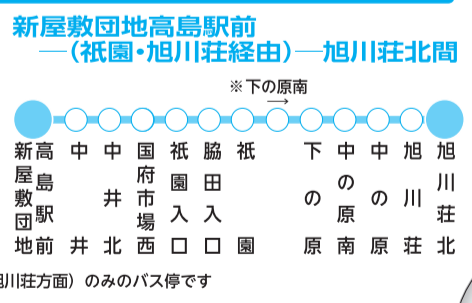 新屋敷団地高島駅前
―(祇園・旭川荘経由)―旭川荘北間
※下の原南
→
新屋敷団地
高島駅前
中井
中井北
国府市場西
祇園入口
脇田入口
祇園
下の原
中の原南
中の原
旭川荘
旭川荘北
旭川荘方面）のみのバス停です